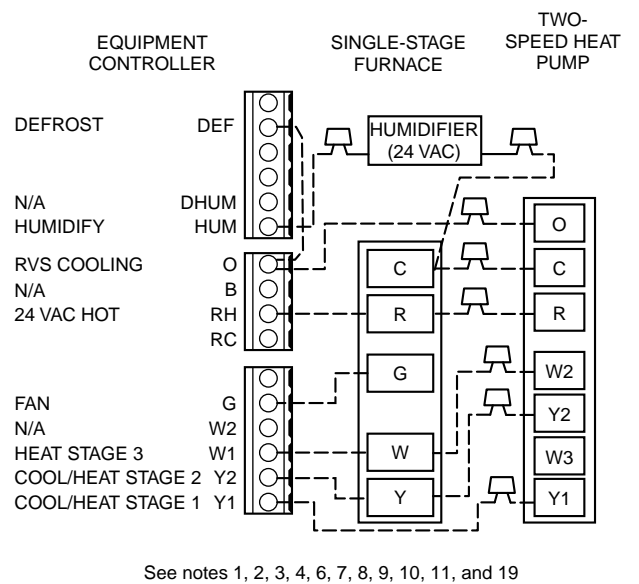 EQUIPMENT
CONTROLLER
SINGLE-STAGE
FURNACE
TWO-
SPEED HEAT
PUMP
DEFROST DEF
HUMIDIFIER
(24 VAC)
N/A DHUM
HUMIDIFY HUM
O
RVS COOLING O
C C
N/A B
24 VAC HOT RH
R R
RC
G W2
FAN G
Y2
N/A W2
HEAT STAGE 3 W1
W W3
COOL/HEAT STAGE 2 Y2
Y Y1
COOL/HEAT STAGE 1 Y1
See notes 1, 2, 3, 4, 6, 7, 8, 9, 10, 11, and 19